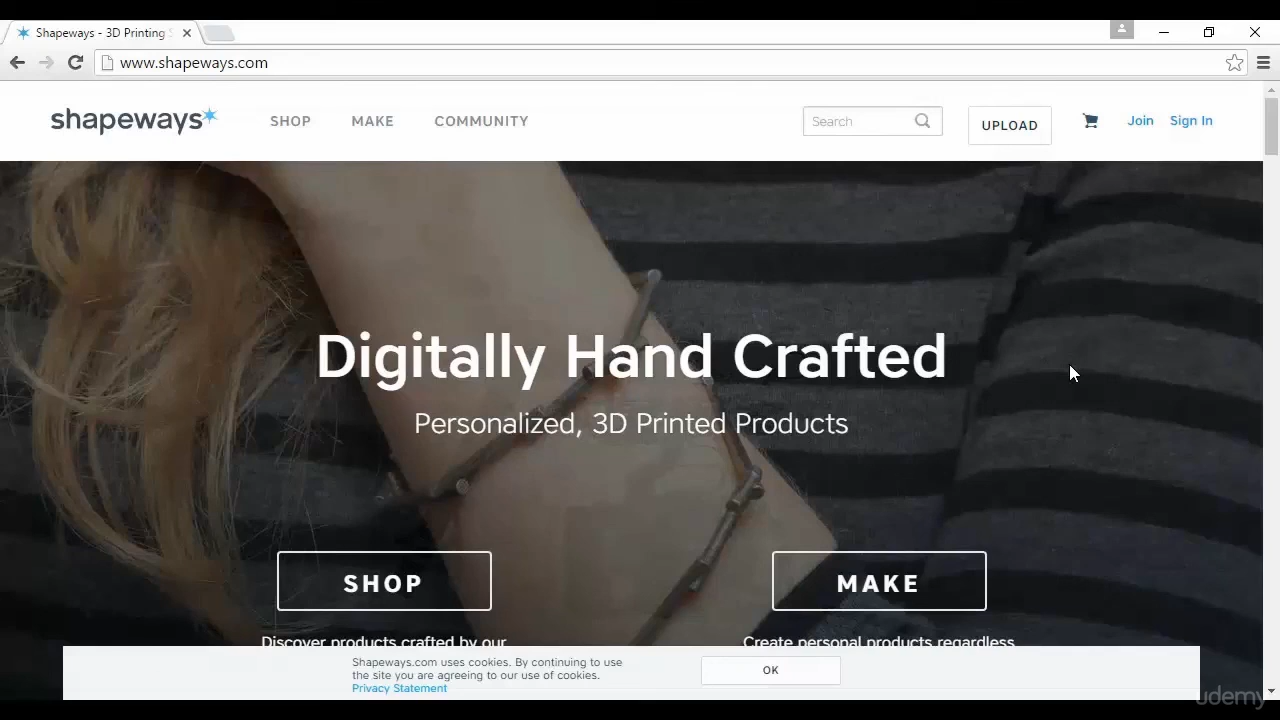 Shapeways - 3D Printing
www.shapeways.com
shapeways
SHOP
MAKE
COMMUNITY
Search
UPLOAD
Join
Sign In
Digitally Hand Crafted
Personalized, 3D Printed Products
SHOP
MAKE
Discover products crafted by our
Create personal products regardless
Shapeways.com uses cookies. By continuing to use
the site you are agreeing to our use of cookies.
Privacy Statement
OK
udemy